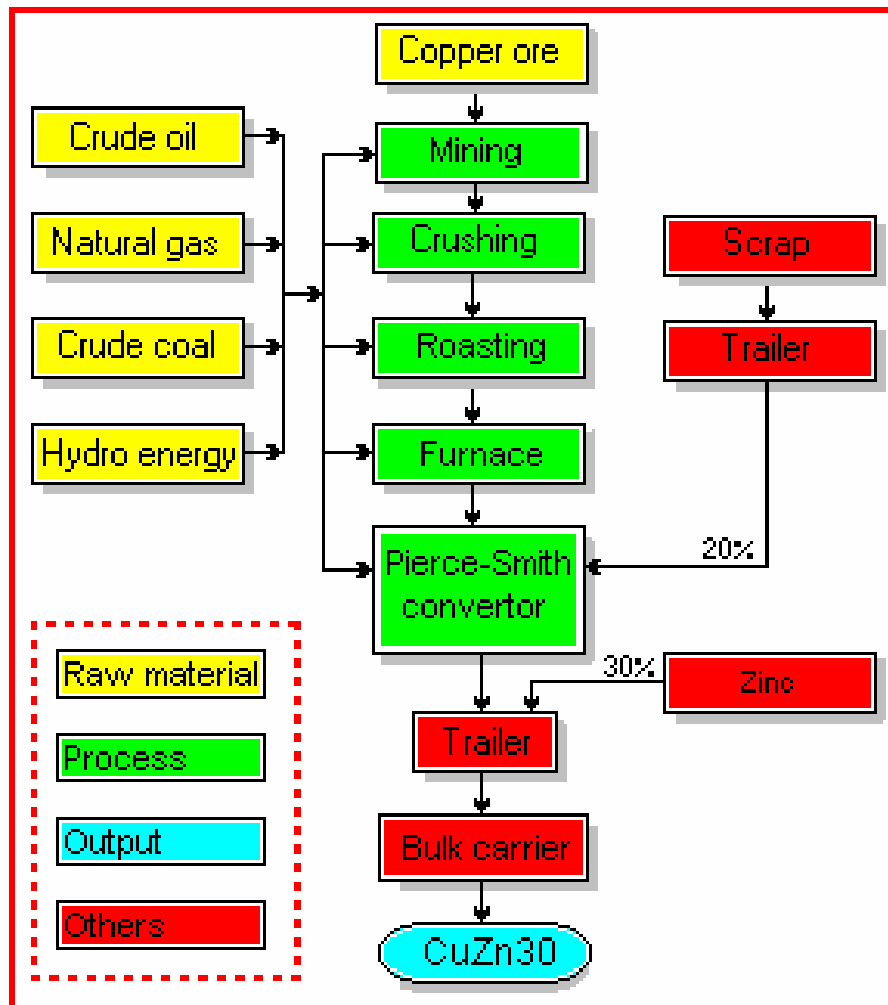 Copper ore
Crude oil
Mining
Natural gas
Crushing
Scrap
Crude coal
Roasting
Trailer
Hydro energy
Furnace
Pierce-Smith
convertor
20%
Raw material
30%
Zinc
Process
Trailer
Output
Bulk carrier
Others
CuZn30